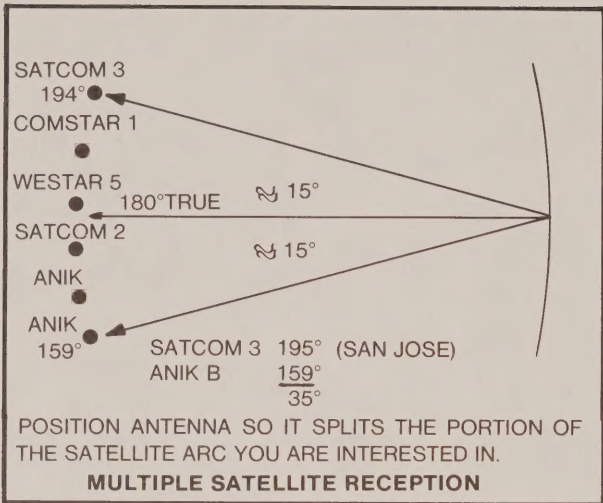 SATCOM 3
194°
COMSTAR 1
WESTAR 5
180°TRUE
≈ 15°
SATCOM 2
≈ 15°
ANIK
ANIK
159°
SATCOM 3 195° (SAN JOSE)
ANIK B 159°
35°
POSITION ANTENNA SO IT SPLITS THE PORTION OF
THE SATELLITE ARC YOU ARE INTERESTED IN.
MULTIPLE SATELLITE RECEPTION